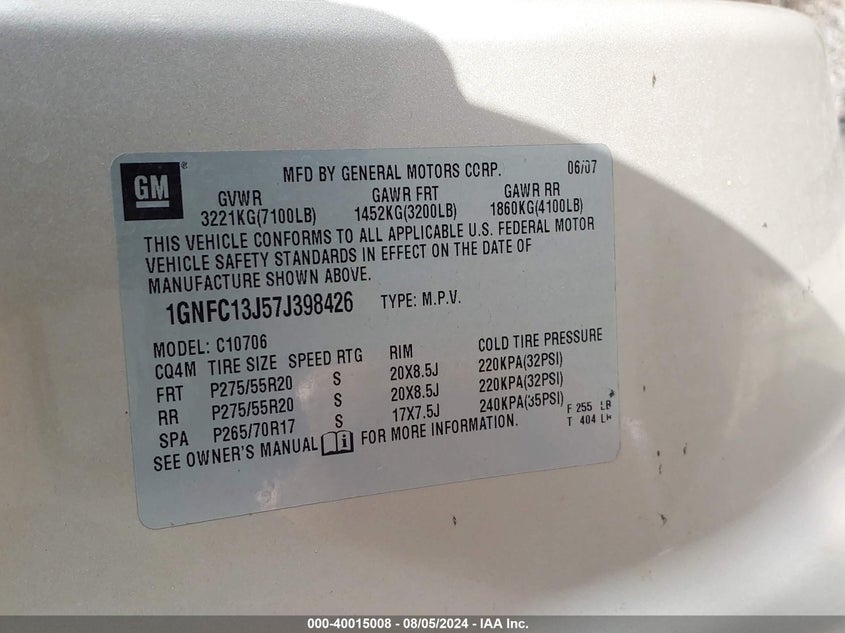 GM ®
MFD BY GENERAL MOTORS CORP. 06/07
GVWR GAWR FRT GAWR RR
3221KG(7100LB) 1452KG(3200LB) 1860KG(4100LB)
THIS VEHICLE CONFORMS TO ALL APPLICABLE U.S. FEDERAL MOTOR
VEHICLE SAFETY STANDARDS IN EFFECT ON THE DATE OF
MANUFACTURE SHOWN ABOVE.
1GNFC13J57J398426 TYPE: M.P.V.
MODEL: C10706
CQ4M TIRE SIZE SPEED RTG RIM COLD TIRE PRESSURE
FRT P275/55R20 S 20X8.5J 220KPA(32PSI)
RR P275/55R20 S 20X8.5J 220KPA(32PSI)
SPA P265/70R17 S 17X7.5J 240KPA(35PSI)
F 255 LB
T 404 LB
SEE OWNER'S MANUAL FOR MORE INFORMATION.
000-40015008 - 08/05/2024 - IAA Inc.